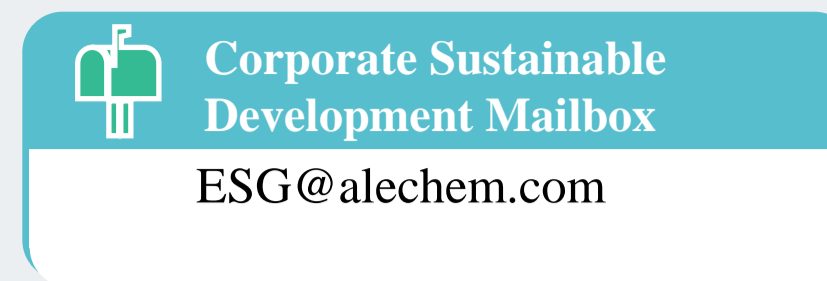 Corporate Sustainable
Development Mailbox
ESG@alechem.com